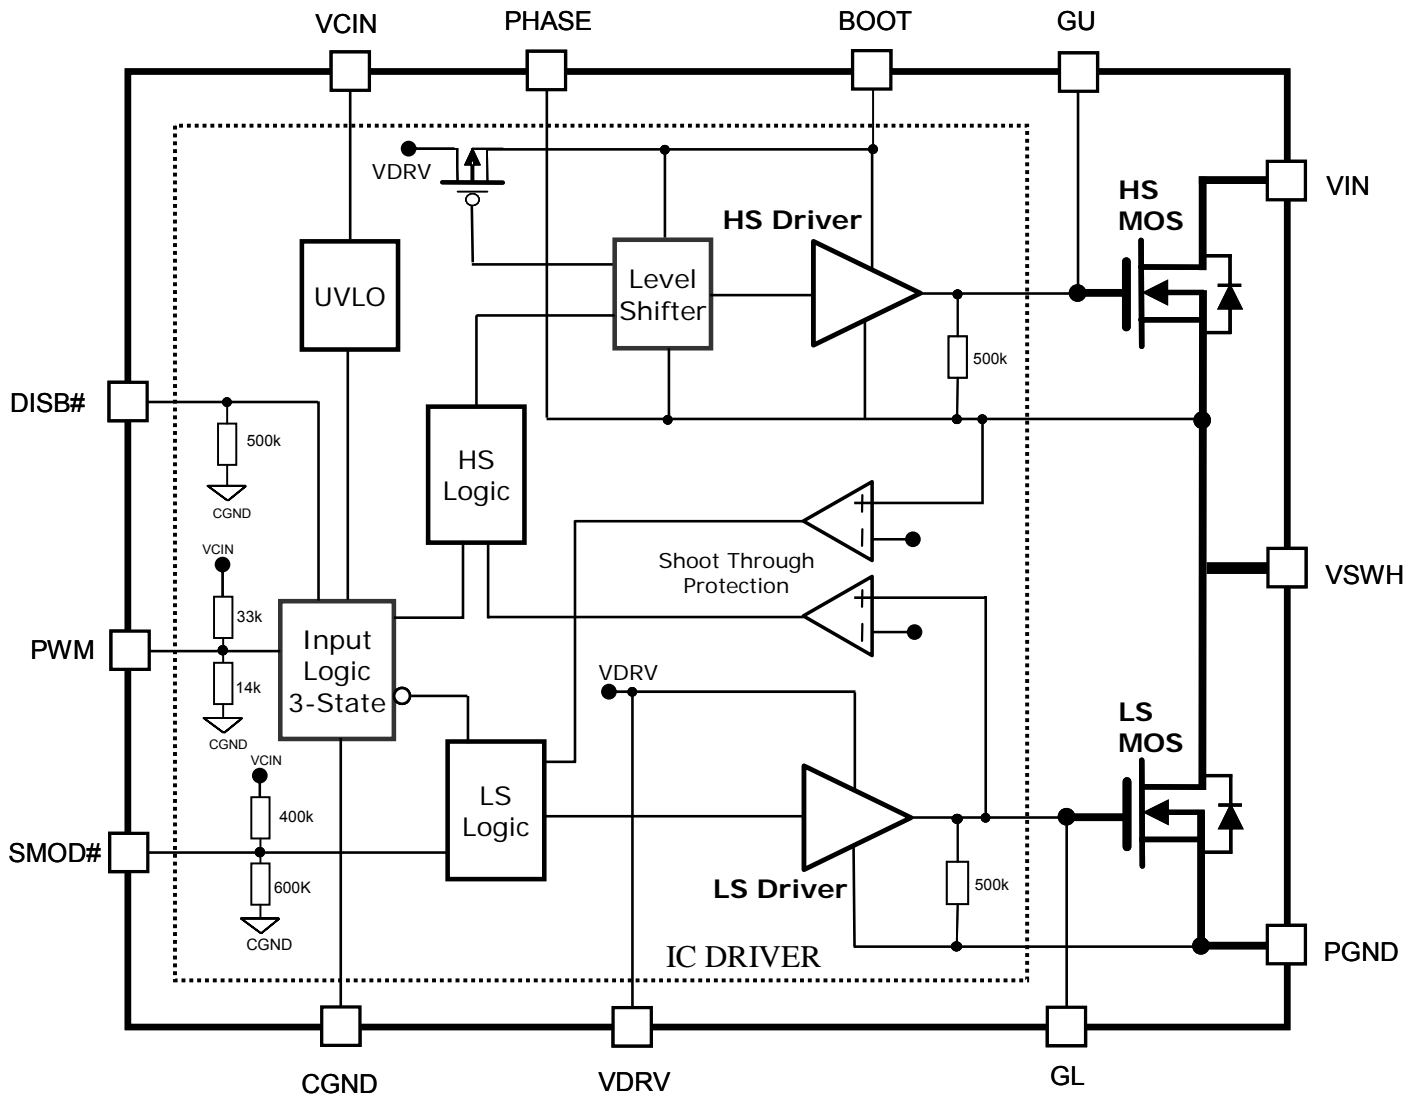 VCIN
PHASE
BOOT
GU
VDRV
HS Driver
HS
MOS
VIN
UVLO
Level
Shifter
500k
DISB#
500k
CGND
HS
Logic
VCIN
Shoot Through
Protection
VSWH
33k
PWM
Input
Logic
3-State
14k
CGND
VDRV
VCIN
LS
MOS
400k
LS
Logic
SMOD#
600K
LS Driver
500k
CGND
IC DRIVER
PGND
CGND
VDRV
GL